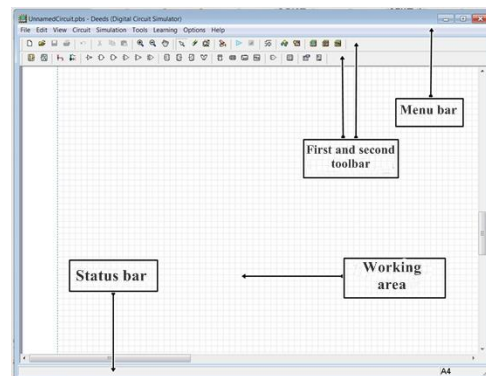 UnnamedCircuit.pbs - Deeds (Digital Circuit Simulator)
File Edit View Circuit Simulation Tools Learning Options Help
Menu bar
First and second
toolbar
Working
area
Status bar
A4